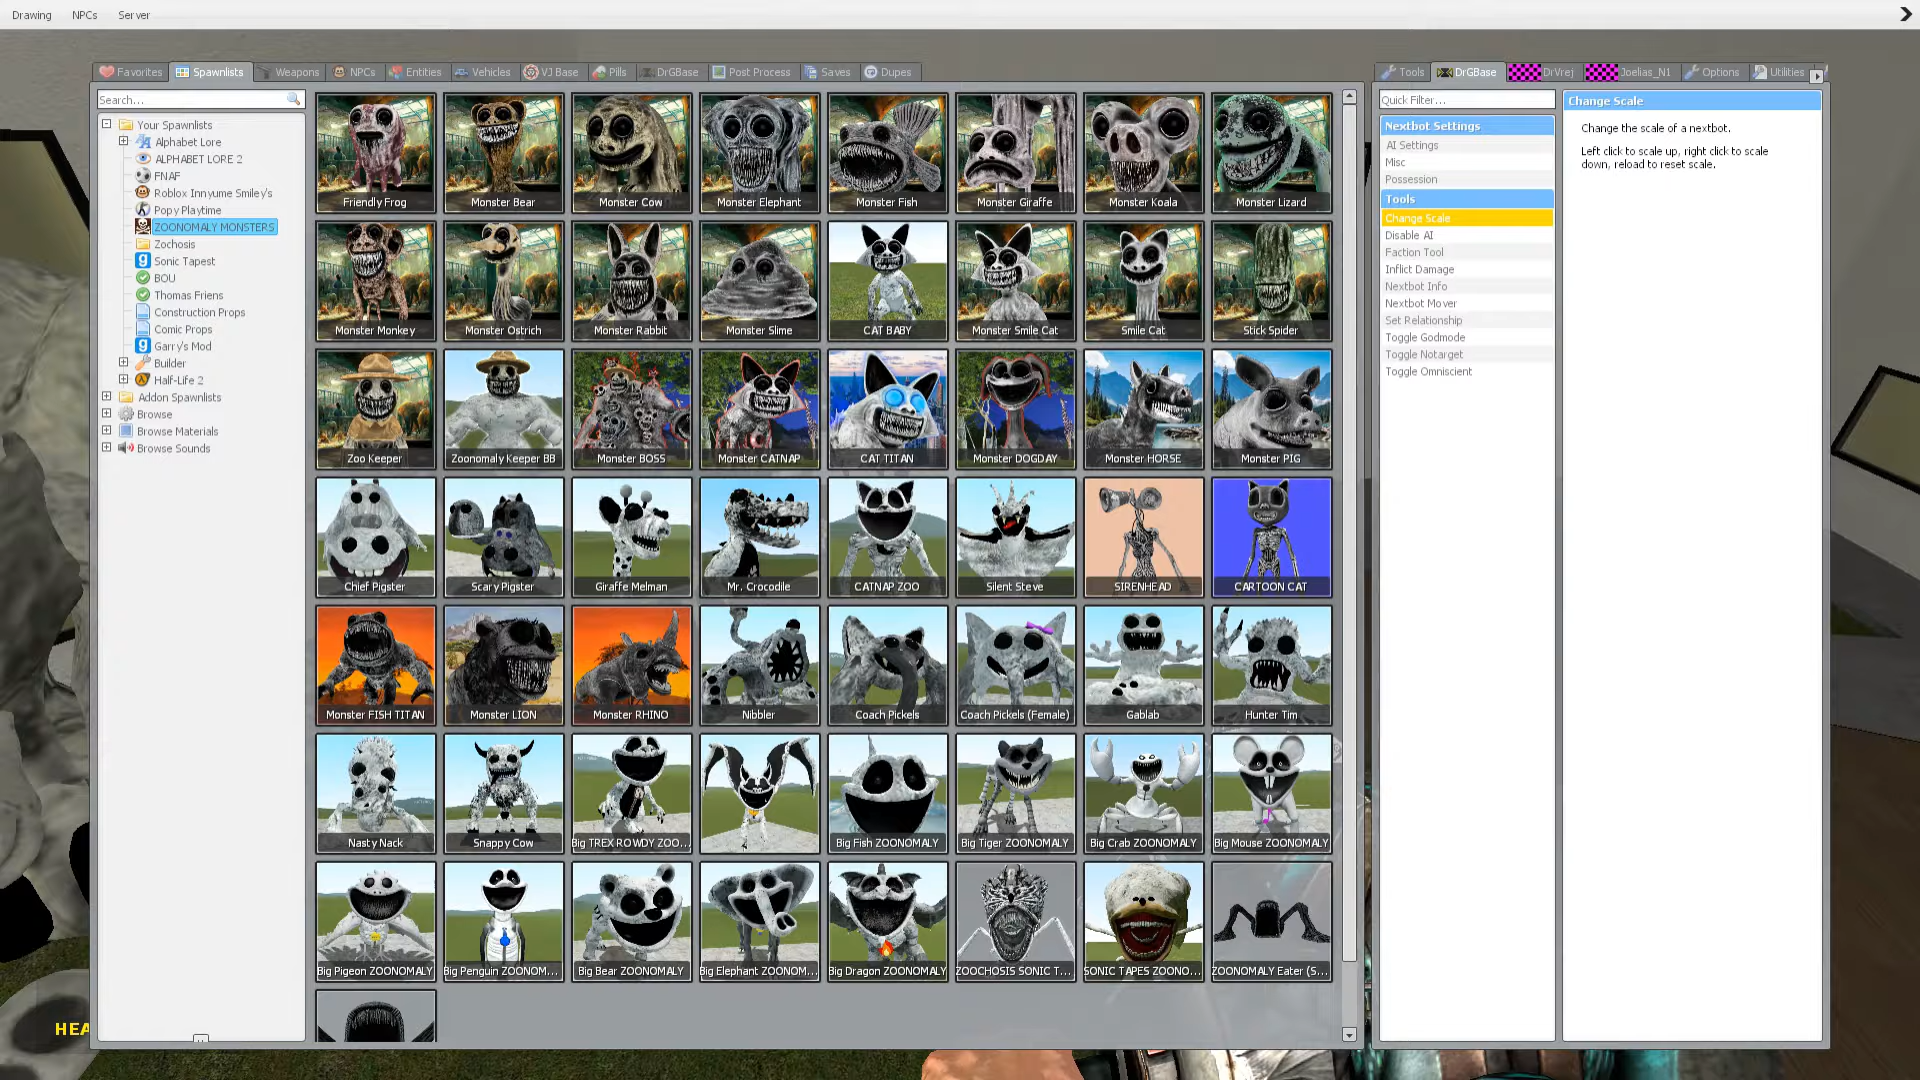 Drawing NPCs Server
Favorites Spawnlists Weapons NPCs Entities Vehicles VJ Base Pills DrGBase Post Process Saves Dupes
Search...
Your Spawnlists
Alphabet Lore
ALPHABET LORE 2
FNAF
Roblox Innyume Smiley's
Popy Playtime
ZOONOMALY MONSTERS
Zochosis
Sonic Tapest
BOU
Thomas Friens
Construction Props
Comic Props
Garry's Mod
Builder
Half-Life 2
Addon Spawnlists
Browse
Browse Materials
Browse Sounds
Friendly Frog Monster Bear Monster Cow Monster Elephant Monster Fish Monster Giraffe Monster Koala Monster Lizard
Monster Monkey Monster Ostrich Monster Rabbit Monster Slime CAT BABY Monster Smile Cat Smile Cat Stick Spider
Zoo Keeper Zoonomaly Keeper BB Monster BOSS Monster CATNAP CAT TITAN Monster DOGDAY Monster HORSE Monster PIG
Chief Pigster Scary Pigster Giraffe Melman Mr. Crocodile CATNAP ZOO Silent Steve SIRENHEAD CARTOON CAT
Monster FISH TITAN Monster LION Monster RHINO Nibbler Coach Pickels Coach Pickels (Female) Gablab Hunter Tim
Nasty Nack Snappy Cow Big TREX ROWDY ZOO... Big Fish ZOONOMALY Big Tiger ZOONOMALY Big Crab ZOONOMALY Big Mouse ZOONOMALY
Big Pigeon ZOONOMALY Big Penguin ZOONOM... Big Bear ZOONOMALY Big Elephant ZOONOM... Big Dragon ZOONOMALY ZOOCHOSIS SONIC T... SONIC TAPES ZOONO... ZOONOMALY Eater (S...
HEA
Tools DrGBase DrVrej Joelias_N1 Options Utilities
Quick Filter...
Nextbot Settings
AI Settings
Misc
Possession
Tools
Change Scale
Disable AI
Faction Tool
Inflict Damage
Nextbot Info
Nextbot Mover
Set Relationship
Toggle Godmode
Toggle Notarget
Toggle Omniscient
Change Scale
Change the scale of a nextbot.
Left click to scale up, right click to scale
down, reload to reset scale.